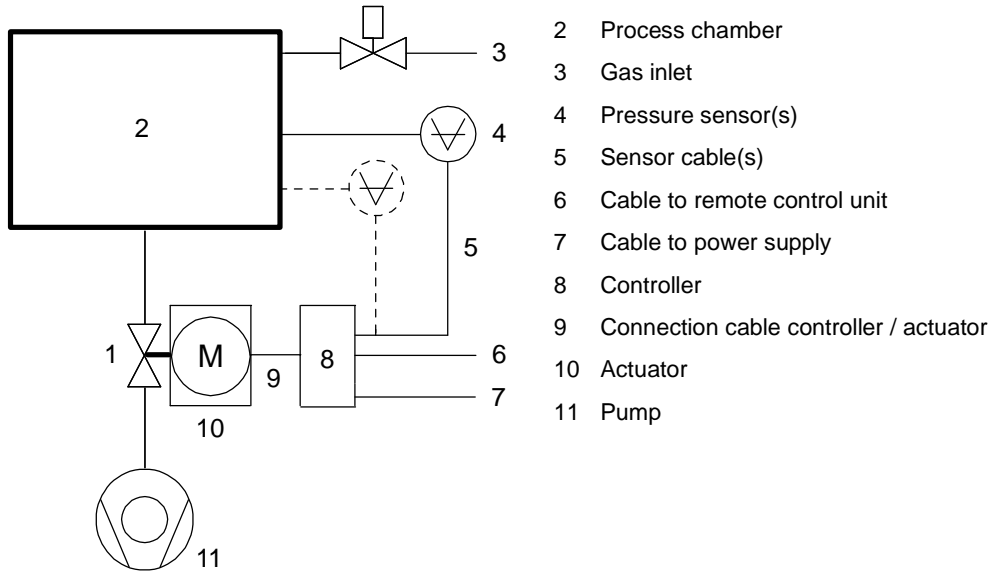 2 Process chamber
3 Gas inlet
4 Pressure sensor(s)
5 Sensor cable(s)
6 Cable to remote control unit
7 Cable to power supply
8 Controller
9 Connection cable controller / actuator
10 Actuator
11 Pump
3
2
4
5
1
M
8
6
9
7
10
11